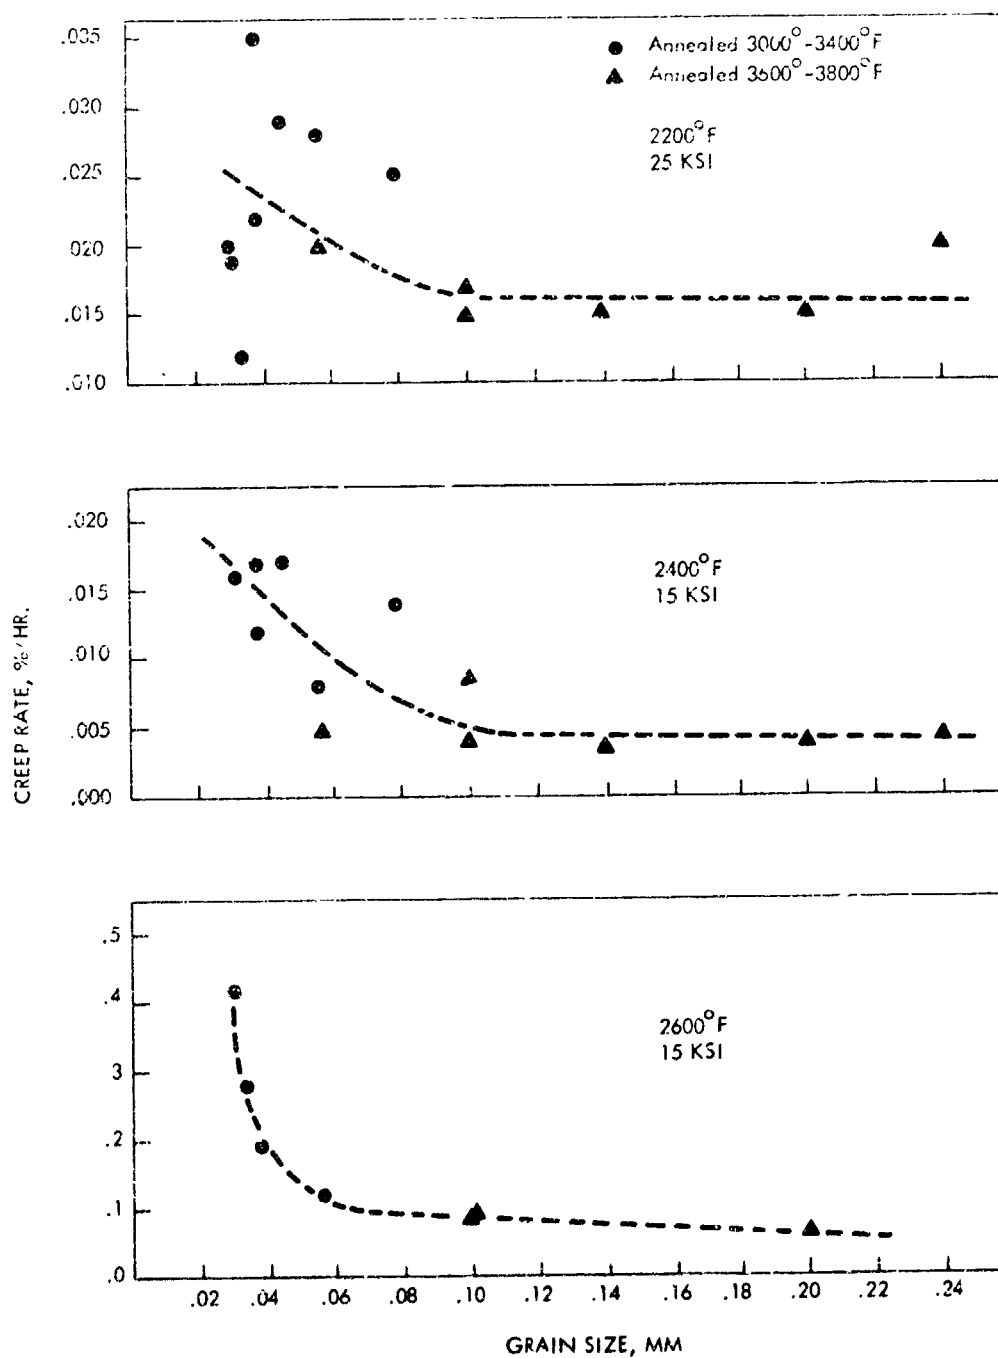 .035
.030
.025
.020
.015
.010
● Annealed 3000°-3400°F
▲ Annealed 3600°-3800°F
2200°F
25 KSI
.020
.015
.010
.005
.000
2400°F
15 KSI
CREEP RATE, %/HR.
.5
.4
3
.2
.1
.0
2600°F
15 KSI
.02 .04 .06 .08 .10 .12 .14 .16 .18 .20 .22 .24
GRAIN SIZE, MM